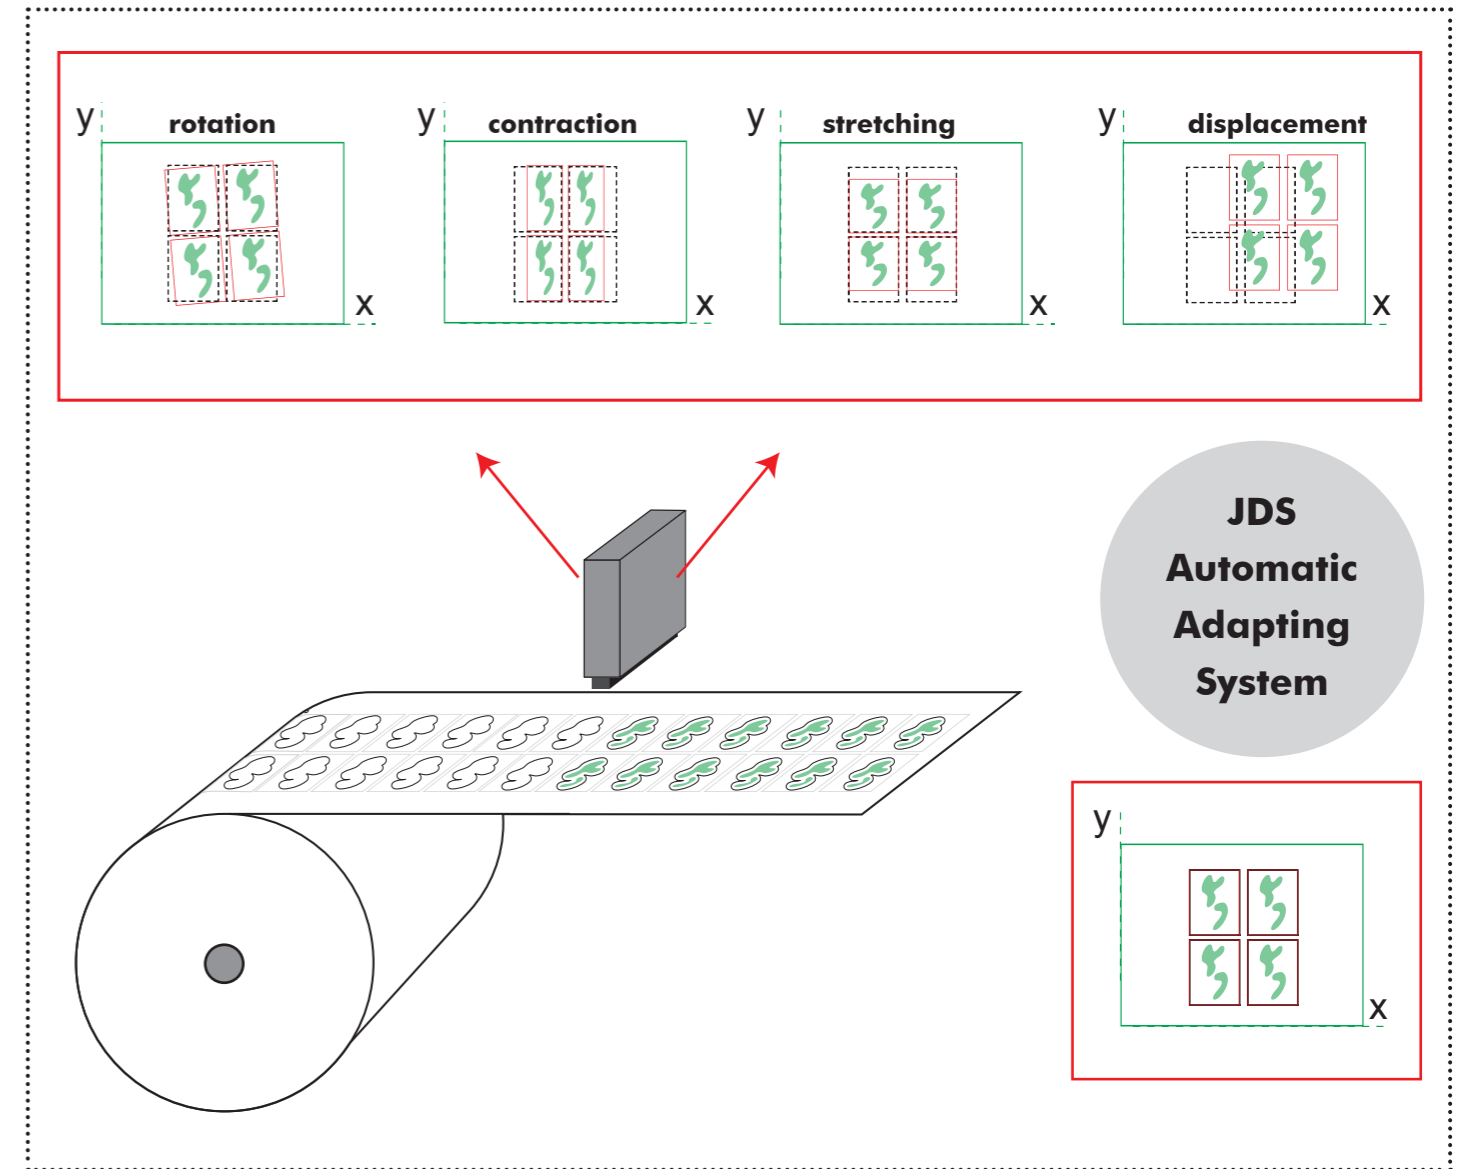 y rotation x
y contraction x
y stretching x
y displacement x
JDS
Automatic
Adapting
System
y
x